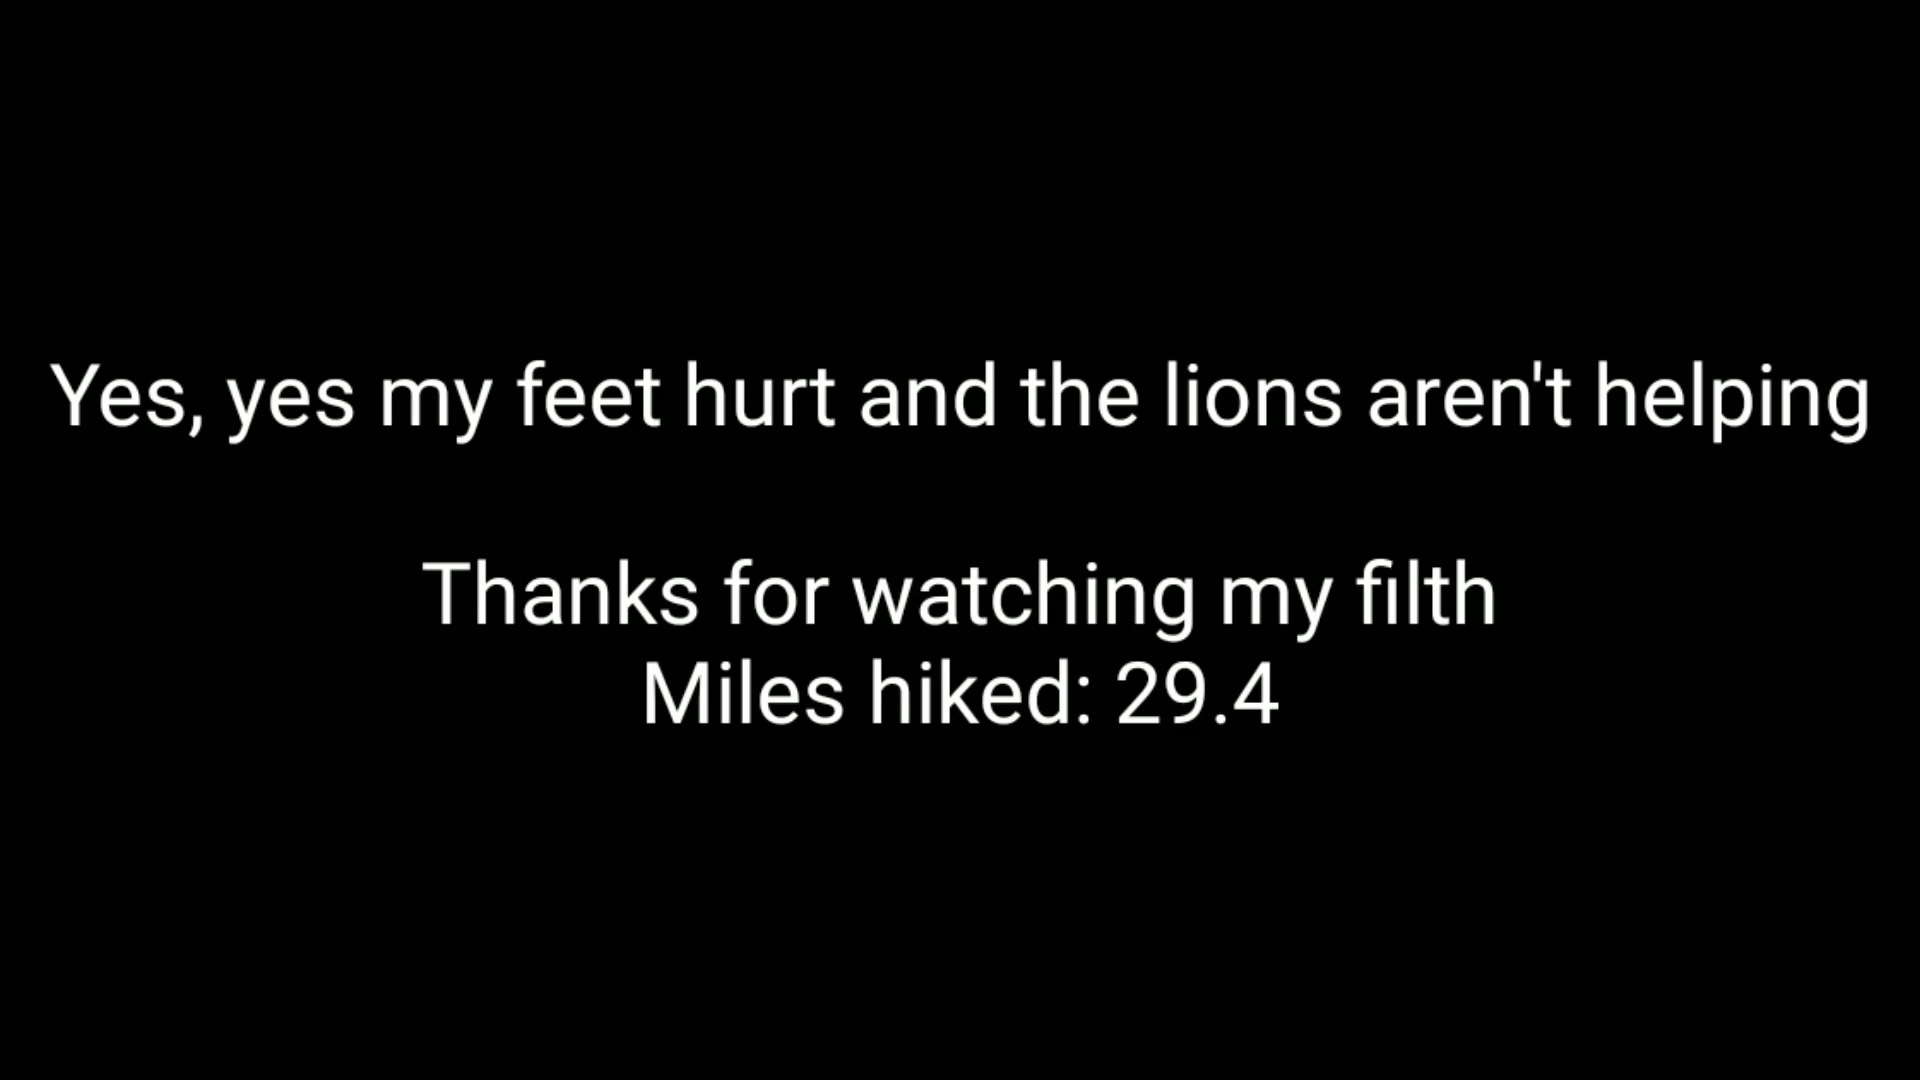 Yes, yes my feet hurt and the lions aren't helping
Thanks for watching my filth
Miles hiked: 29.4